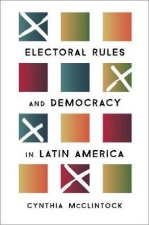 ELECTORAL RULES
AND DEMOCRACY
IN LATIN AMERICA
CYNTHIA McCLINTOCK